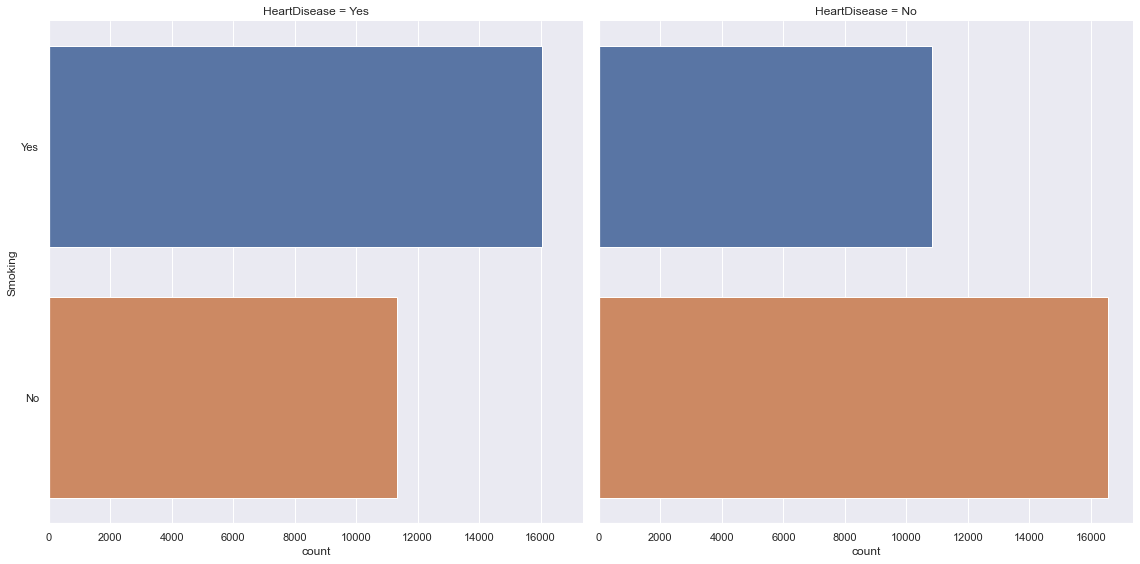 HeartDisease = Yes
HeartDisease = No
Smoking
Yes
No
0 2000 4000 6000 8000 10000 12000 14000 16000
0 2000 4000 6000 8000 10000 12000 14000 16000
count
count